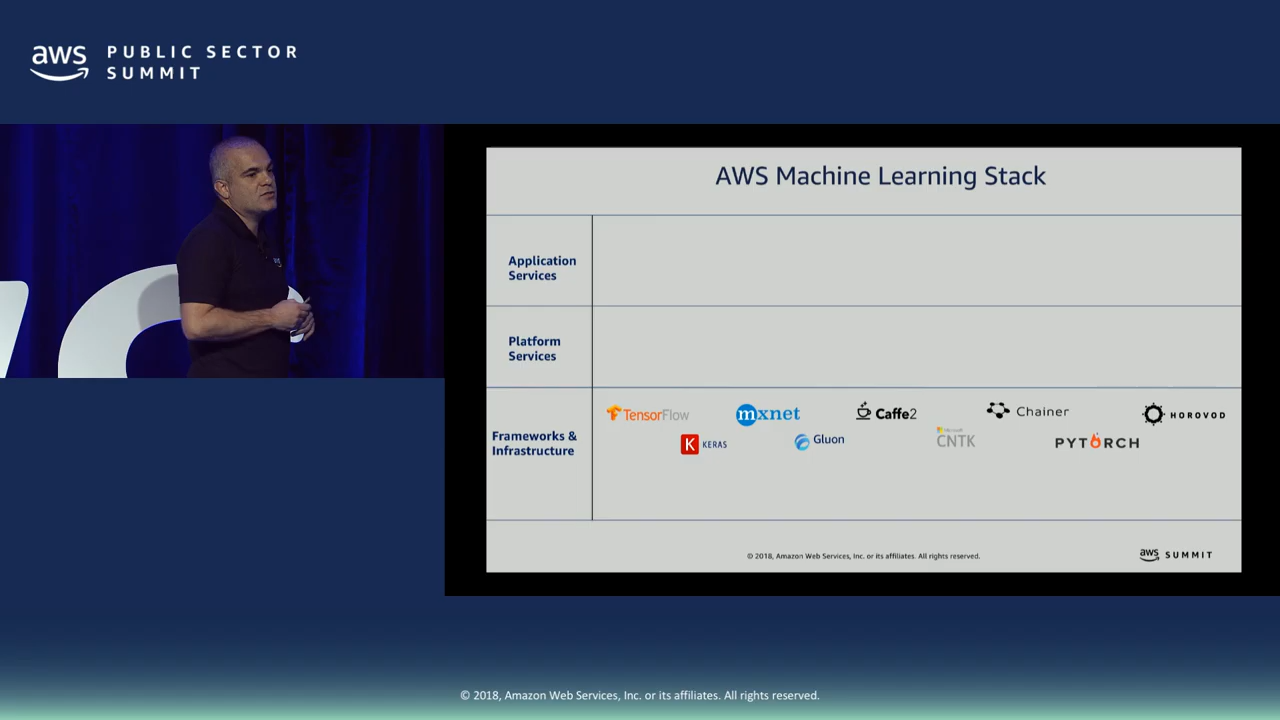 aws PUBLIC SECTOR
SUMMIT
AWS Machine Learning Stack
Application
Services
Platform
Services
Frameworks &
Infrastructure
TensorFlow
mxnet
Caffe2
Chainer
HOROVOD
K KERAS
Gluon
Microsoft
CNTK
PYTORCH
© 2018, Amazon Web Services, Inc. or its affiliates. All rights reserved.
aws SUMMIT
© 2018, Amazon Web Services, Inc. or its affiliates. All rights reserved.